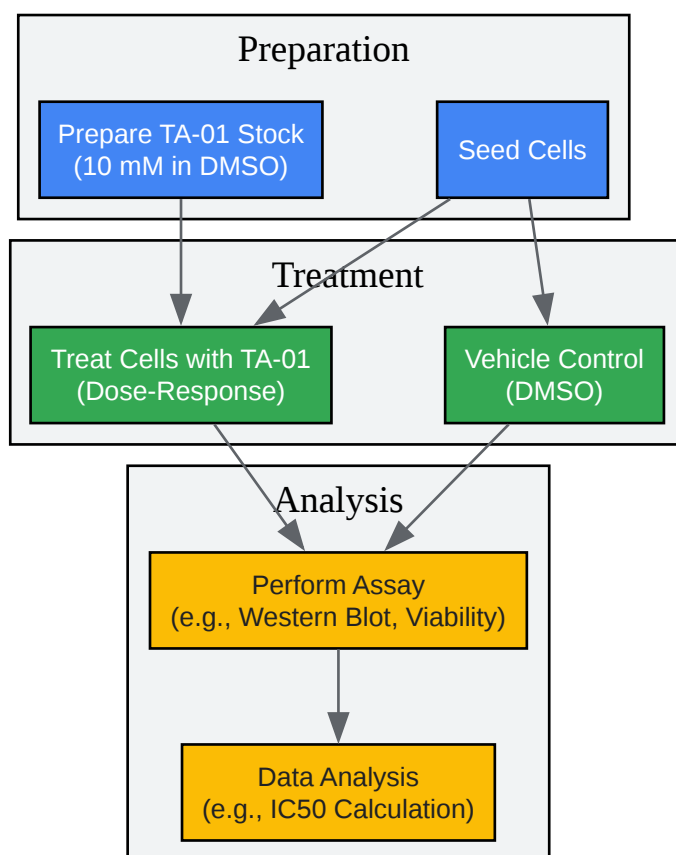 Preparation
Prepare TA-01 Stock
(10 mM in DMSO)
Seed Cells
Treatment
Treat Cells with TA-01
(Dose-Response)
Vehicle Control
(DMSO)
Analysis
Perform Assay
(e.g., Western Blot, Viability)
Data Analysis
(e.g., IC50 Calculation)